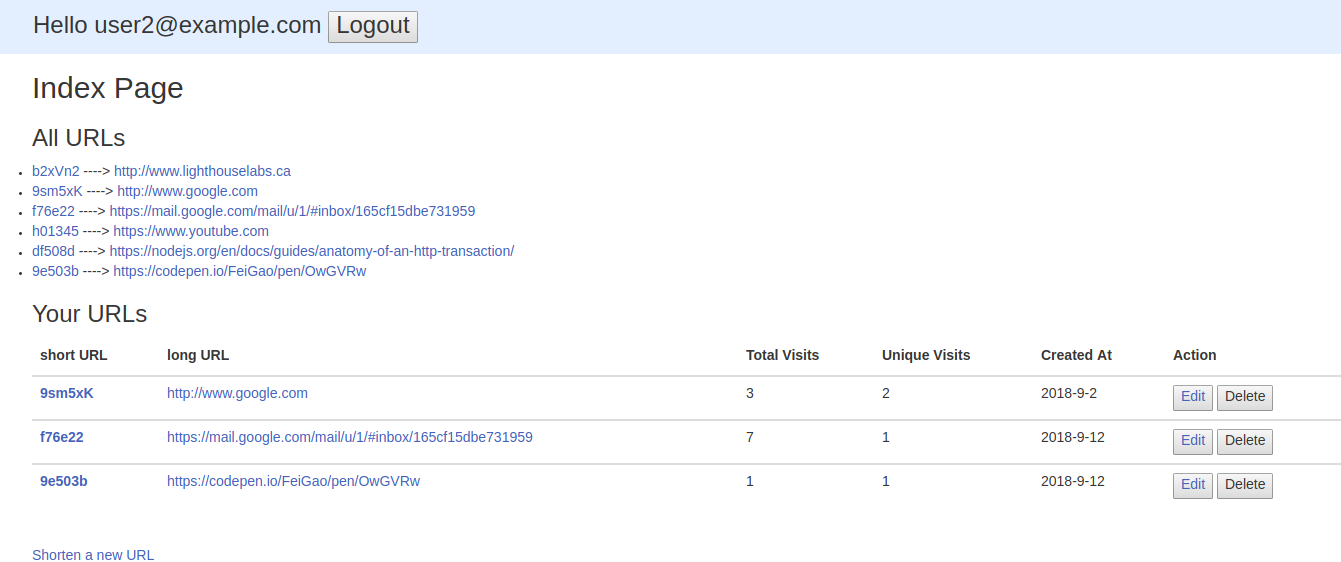 Hello user2@example.com Logout
Index Page
All URLs
b2xVn2 ----> http://www.lighthouselabs.ca
9sm5xK ----> http://www.google.com
f76e22 ----> https://mail.google.com/mail/u/1/#inbox/165cf15dbe731959
h01345 ----> https://www.youtube.com
df508d ----> https://nodejs.org/en/docs/guides/anatomy-of-an-http-transaction/
9e503b ----> https://codepen.io/FeiGao/pen/OwGVRw
Your URLs
short URL long URL Total Visits Unique Visits Created At Action
9sm5xK http://www.google.com 3 2 2018-9-2 Edit Delete
f76e22 https://mail.google.com/mail/u/1/#inbox/165cf15dbe731959 7 1 2018-9-12 Edit Delete
9e503b https://codepen.io/FeiGao/pen/OwGVRw 1 1 2018-9-12 Edit Delete
Shorten a new URL